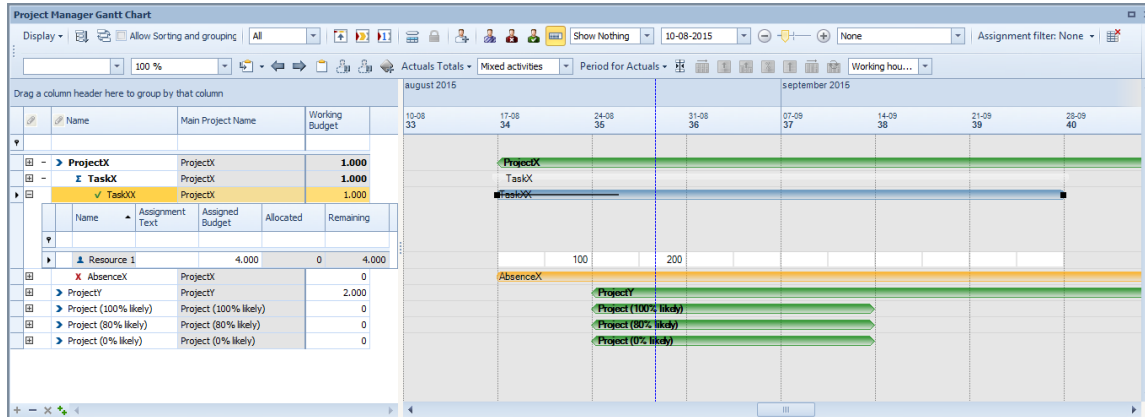 Project Manager Gantt Chart
Display Allow Sorting and grouping All Show Nothing 10-08-2015 None Assignment filter: None
100 % Actuals Totals Mixed activities Period for Actuals Working hou...
Drag a column header here to group by that column
august 2015 september 2015
Name Main Project Name Working Budget
10-08 17-08 24-08 31-08 07-09 14-09 21-09 28-09
33 34 35 36 37 38 39 40
ProjectX ProjectX 1.000 ProjectX
Σ TaskX ProjectX 1.000 TaskX
TaskXX ProjectX 1.000 TaskXX
Name Assignment Text Assigned Budget Allocated Remaining
Resource 1 4.000 0 4.000 100 200
X AbsenceX ProjectX 0 AbsenceX
ProjectY ProjectY 2.000 ProjectY
Project (100% likely) Project (100% likely) 0 Project (100% likely)
Project (80% likely) Project (80% likely) 0 Project (80% likely)
Project (0% likely) Project (0% likely) 0 Project (0% likely)